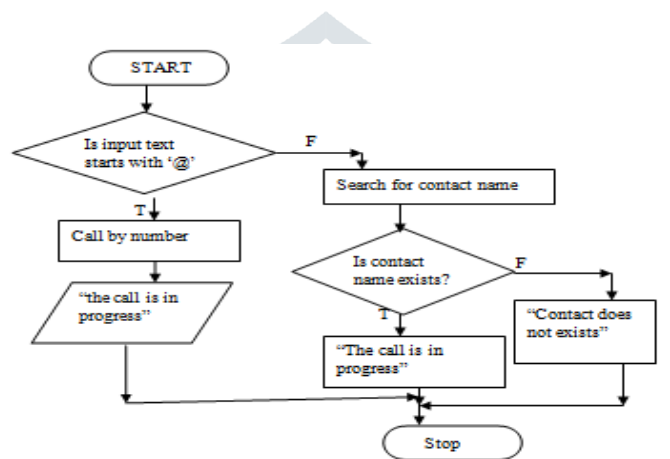 START
Is input text
starts with ‘@’
F
T
Call by number
“the call is in
progress”
Search for contact name
Is contact
name exists?
F
T
“Contact does
not exists”
“The call is in
progress”
Stop